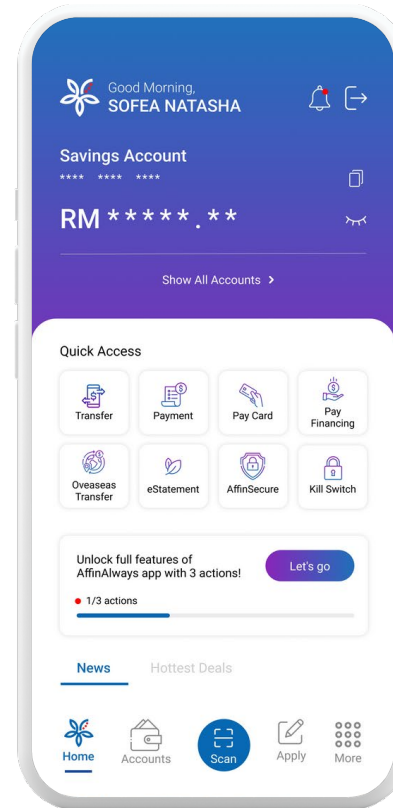 Good Morning,
SOFEA NATASHA
Savings Account
**** **** ****
RM *****.**
Show All Accounts >
Quick Access
Transfer
Payment
Pay Card
Pay
Financing
Oveaseas
Transfer
eStatement
AffinSecure
Kill Switch
Unlock full features of
AffinAlways app with 3 actions!
Let's go
1/3 actions
News
Hottest Deals
Home
Accounts
Scan
Apply
More